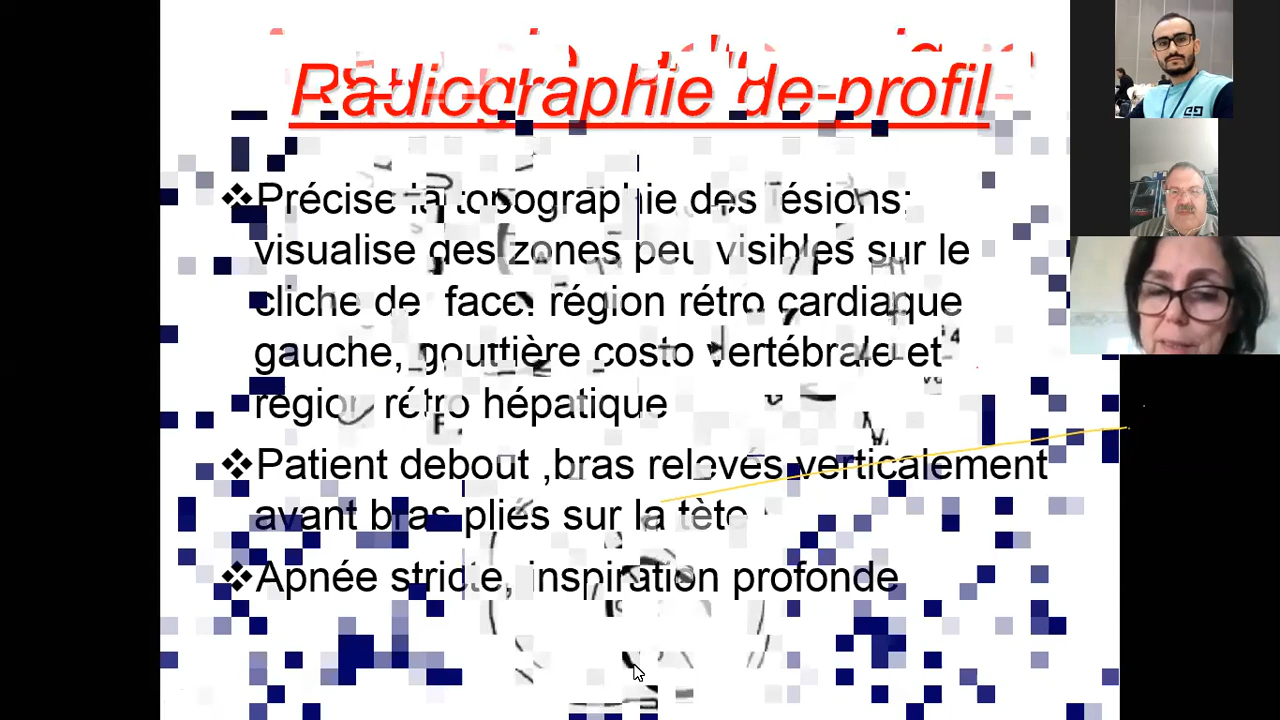 Radiographie de-profil
❖Précise la topographie des lésions:
visualise des zones peu visibles sur le
cliche de face: région rétro cardiaque
gauche, gouttière costo vertébrale et
région rétro hépatique
❖Patient debout ,bras relevés verticalement
avant bras pliés sur la tète
❖Apnée stricte, inspiration profonde